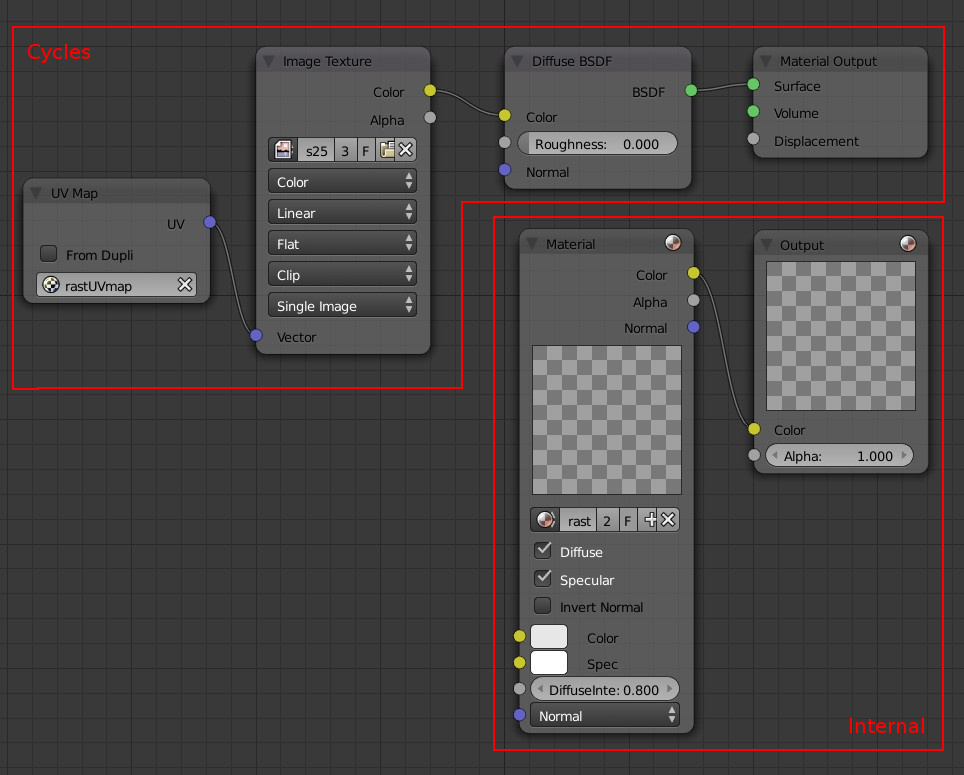 Cycles
UV Map
UV
From Dupli
rastUVmap
Image Texture
Color
Alpha
s25 3 F
Color
Linear
Flat
Clip
Single Image
Vector
Diffuse BSDF
BSDF
Color
Roughness: 0.000
Normal
Material Output
Surface
Volume
Displacement
Material
Color
Alpha
Normal
rast 2 F
Diffuse
Specular
Invert Normal
Color
Spec
DiffuseInte: 0.800
Normal
Output
Color
Alpha: 1.000
Internal